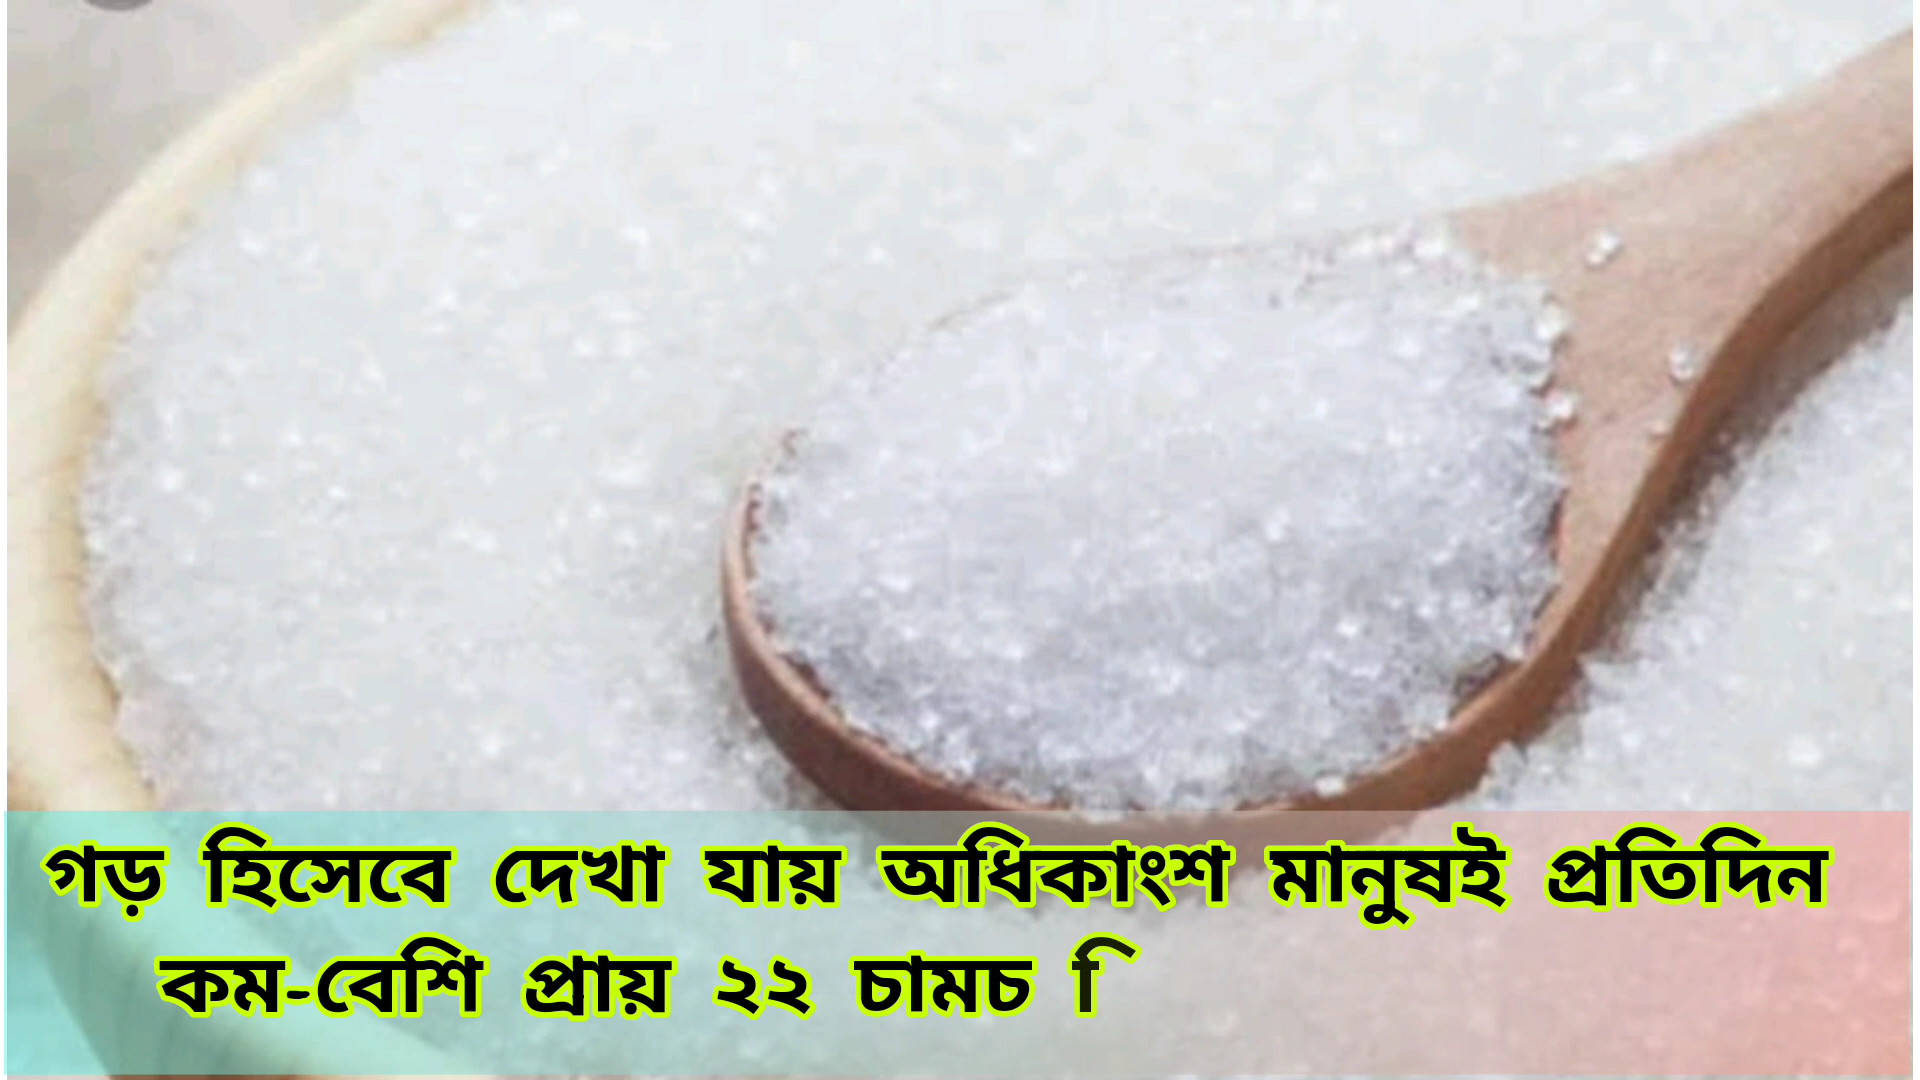 গড় হিসেবে দেখা যায় অধিকাংশ মানুষই প্রতিদিন
কম-বেশি প্রায় ২২ চামচ ি